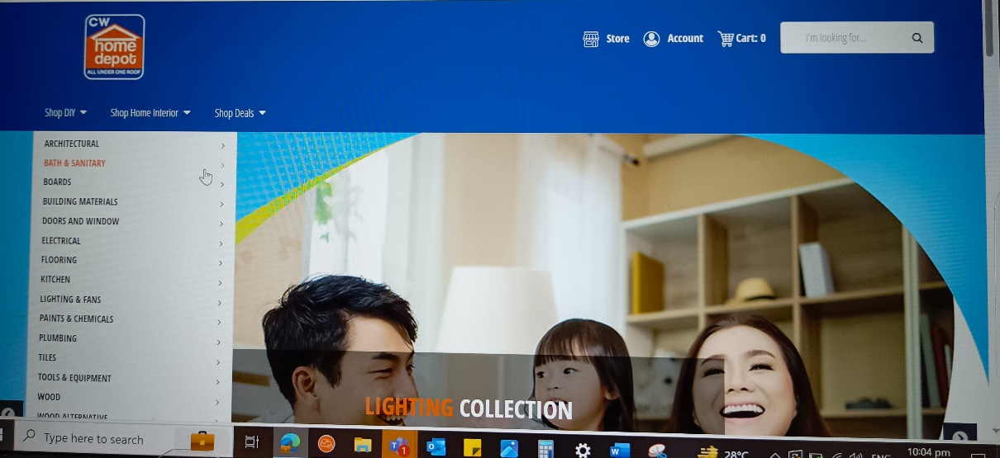 CW
home
depot
ALL UNDER ONE ROOF
Store
Account
Cart: 0
I'm looking for...
Shop DIY
Shop Home Interior
Shop Deals
ARCHITECTURAL
BATH & SANITARY
BOARDS
BUILDING MATERIALS
DOORS AND WINDOW
ELECTRICAL
FLOORING
KITCHEN
LIGHTING & FANS
PAINTS & CHEMICALS
PLUMBING
TILES
TOOLS & EQUIPMENT
WOOD
WOOD ALTERNATIVE
LIGHTING COLLECTION
Type here to search
1
28°C
ENG
10:04 pm